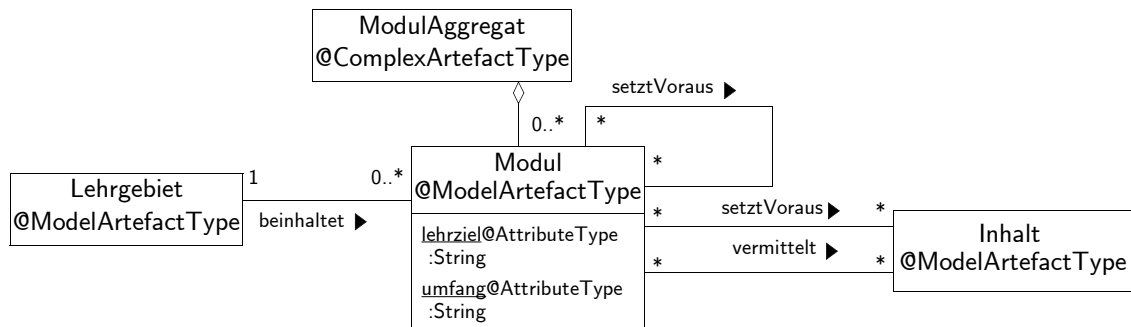 ModulAggregat
@ComplexArtefactType
setztVoraus ▶
0..*
*
*
Lehrgebiet
@ModelArtefactType
1
0..*
beinhaltet ▶
Modul
@ModelArtefactType
lehrziel@AttributeType
:String
umfang@AttributeType
:String
*
setztVoraus ▶
*
*
vermittelt ▶
*
Inhalt
@ModelArtefactType